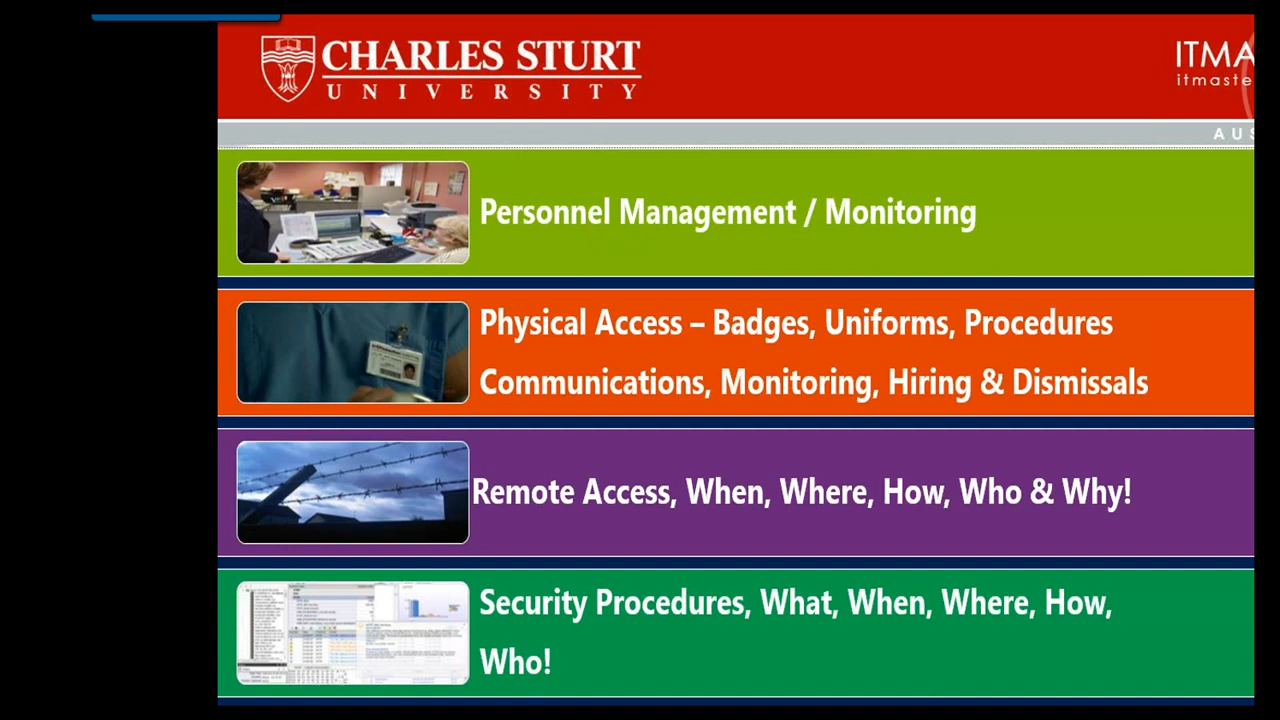 CHARLES STURT
UNIVERSITY
ITMA
itmaste
AUS
Personnel Management / Monitoring
Physical Access – Badges, Uniforms, Procedures
Communications, Monitoring, Hiring & Dismissals
Remote Access, When, Where, How, Who & Why!
Security Procedures, What, When, Where, How,
Who!